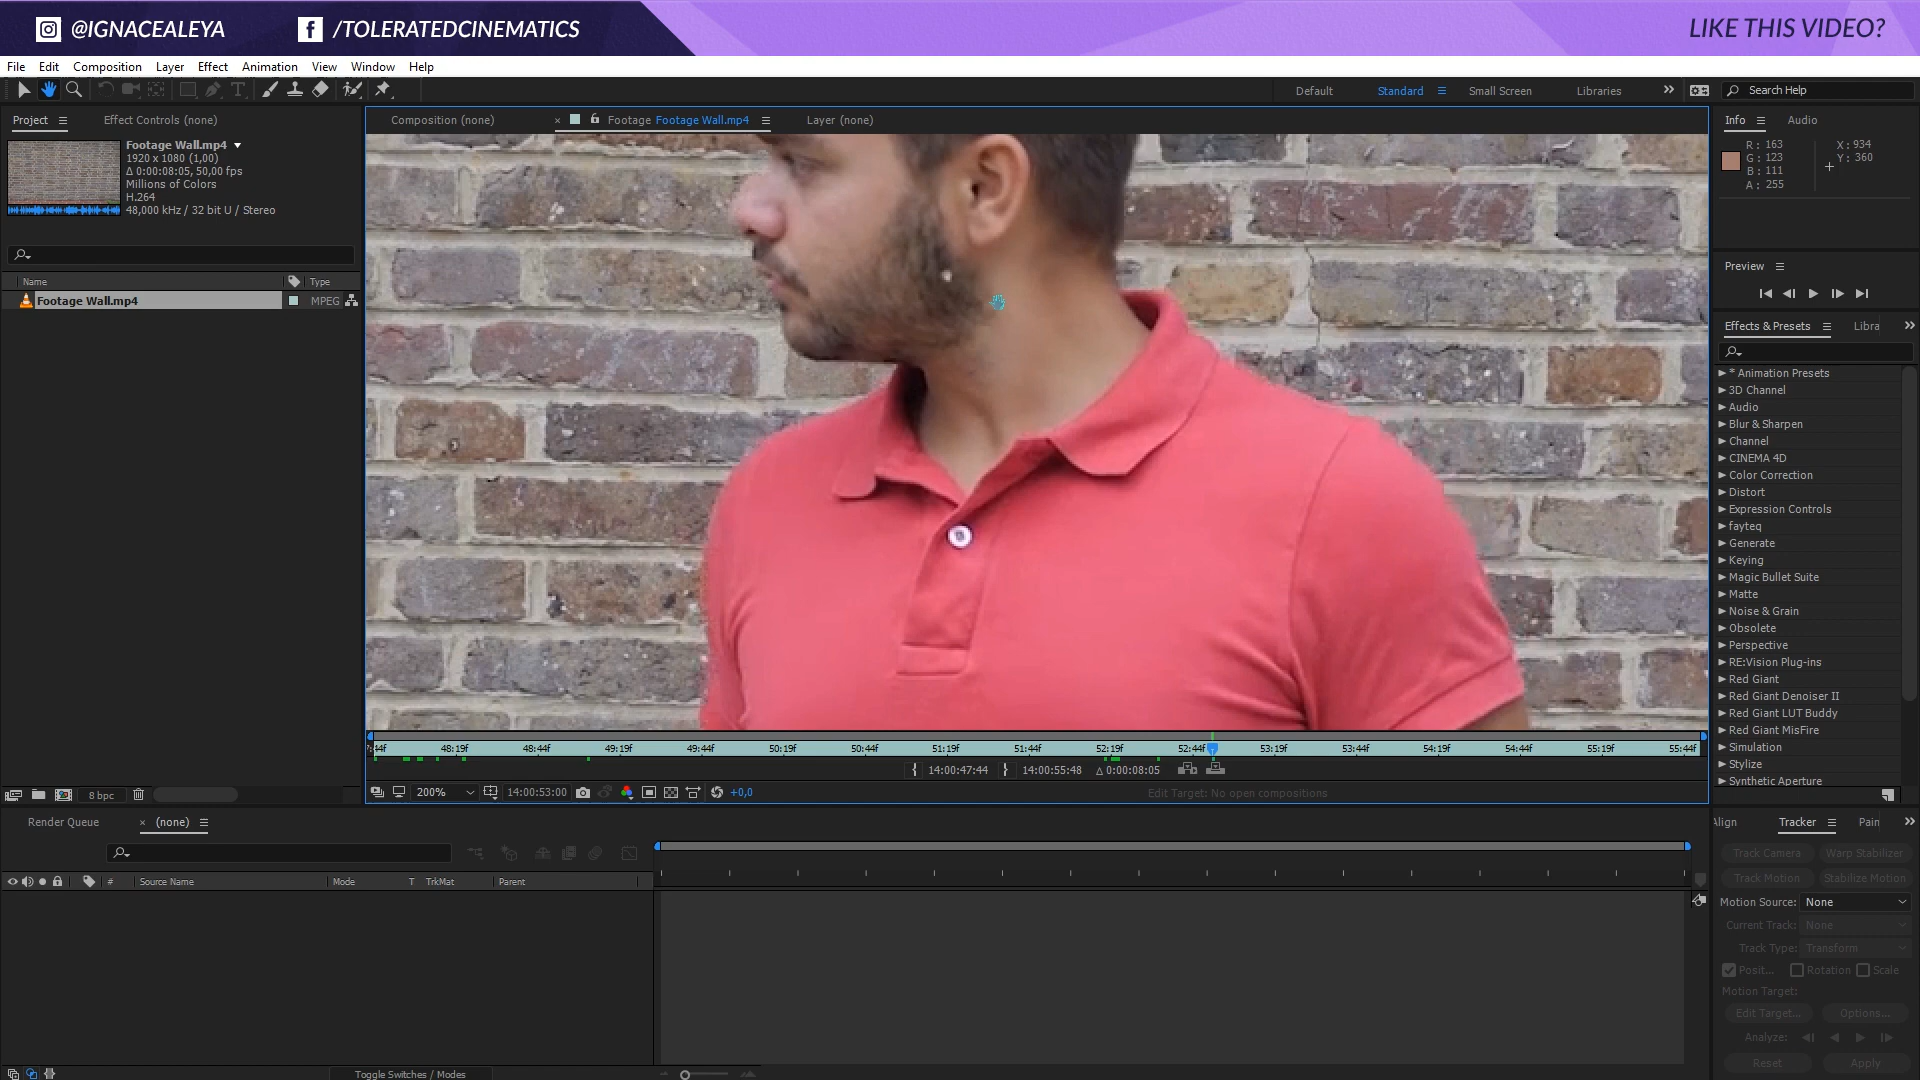 @IGNACEALEYA
/TOLERATEDCINEMATICS
LIKE THIS VIDEO?
File Edit Composition Layer Effect Animation View Window Help
T
Default Standard Small Screen Libraries
Search Help
Project
Effect Controls (none)
Composition (none)
Footage Footage Wall.mp4
Layer (none)
Footage Wall.mp4
1920 x 1080 (1,00)
Δ 0:00:08:05, 50,00 fps
Millions of Colors
H.264
48,000 kHz / 32 bit U / Stereo
Name Type
Footage Wall.mp4 MPEG
8 bpc
44f 48:19f 48:44f 49:19f 49:44f 50:19f 50:44f 51:19f 51:44f 52:19f 52:44f 53:19f 53:44f 54:19f 54:44f 55:19f 55:44f
14:00:47:44 14:00:55:48 Δ 0:00:08:05
200% 14:00:53:00 +0,0
Edit Target: No open compositions
Info Audio
R: 163 X: 934
G: 123 Y: 360
B: 111
A: 255
Preview
Effects & Presets Libra
* Animation Presets
3D Channel
Audio
Blur & Sharpen
Channel
CINEMA 4D
Color Correction
Distort
Expression Controls
fayteq
Generate
Keying
Magic Bullet Suite
Matte
Noise & Grain
Obsolete
Perspective
RE:Vision Plug-ins
Red Giant
Red Giant Denoiser II
Red Giant LUT Buddy
Red Giant MisFire
Simulation
Stylize
Synthetic Aperture
Render Queue (none)
# Source Name Mode T TrkMat Parent
Toggle Switches / Modes
Align Tracker Pain
Track Camera Warp Stabilizer
Track Motion Stabilize Motion
Motion Source: None
Current Track: None
Track Type: Transform
Posit... Rotation Scale
Motion Target:
Edit Target... Options...
Analyze:
Reset Apply